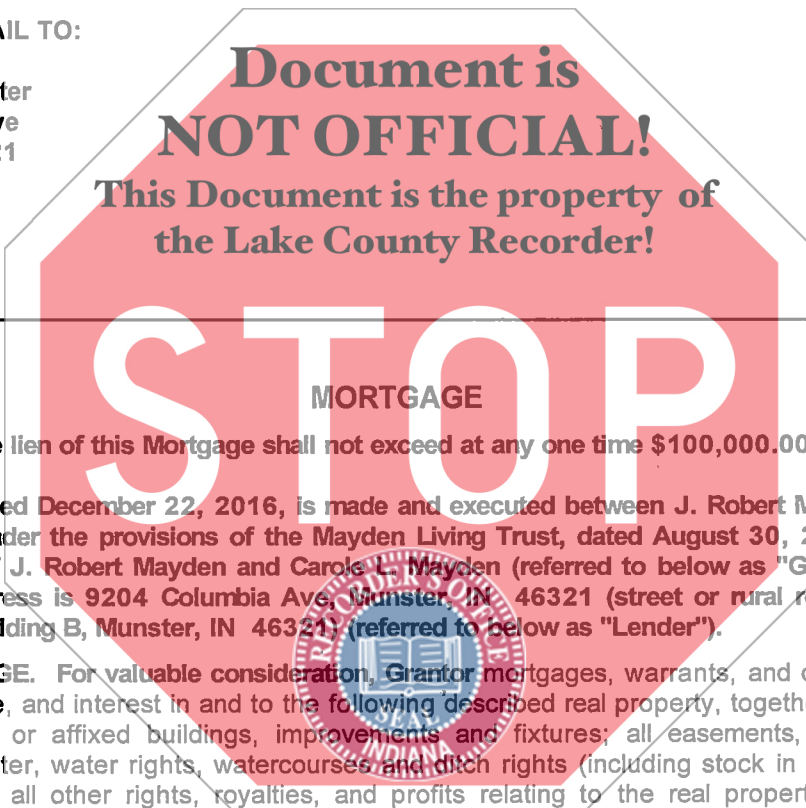 AIL TO:
Document is
ter
ve
NOT OFFICIAL!
21
This Document is the property of
the Lake County Recorder!
STOP
MORTGAGE
lien of this Mortgage shall not exceed at any one time $100,000.00
ed December 22, 2016, is made and executed between J. Robert M
der the provisions of the Mayden Living Trust, dated August 30, 2
J. Robert Mayden and Carole L. Mayden (referred to below as "G
ress is 9204 Columbia Ave, Munster, IN 46321 (street or rural r
ding B, Munster, IN 46321) (referred to below as "Lender").
GE. For valuable consideration, Grantor mortgages, warrants, and c
e, and interest in and to the following described real property, togethe
or affixed buildings, improvements and fixtures; all easements,
ter, water rights, watercourses and ditch rights (including stock in
all other rights, royalties, and profits relating to the real proper
RECORDER'S OFFICE
SEAL
INDIANA